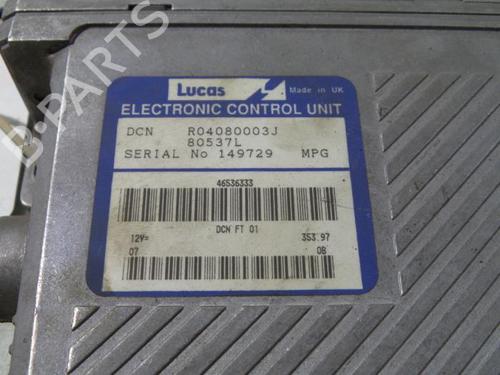 B-PARTS
Lucas
Made in UK
ELECTRONIC CONTROL UNIT
DCN R04080003J
80537L
SERIAL No 149729 MPG
46536333
DCN FT 01
12V= 353.97
07 08